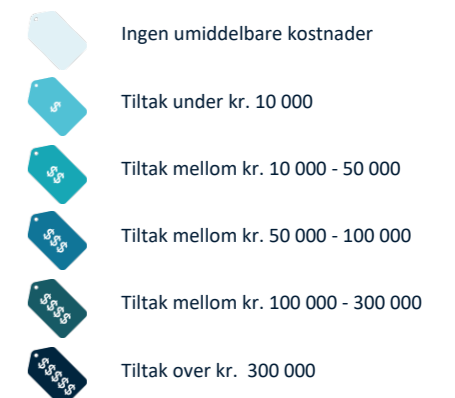 Ingen umiddelbare kostnader
$
Tiltak under kr. 10 000
$$
Tiltak mellom kr. 10 000 - 50 000
$$$
Tiltak mellom kr. 50 000 - 100 000
$$$$
Tiltak mellom kr. 100 000 - 300 000
$$$$$
Tiltak over kr. 300 000